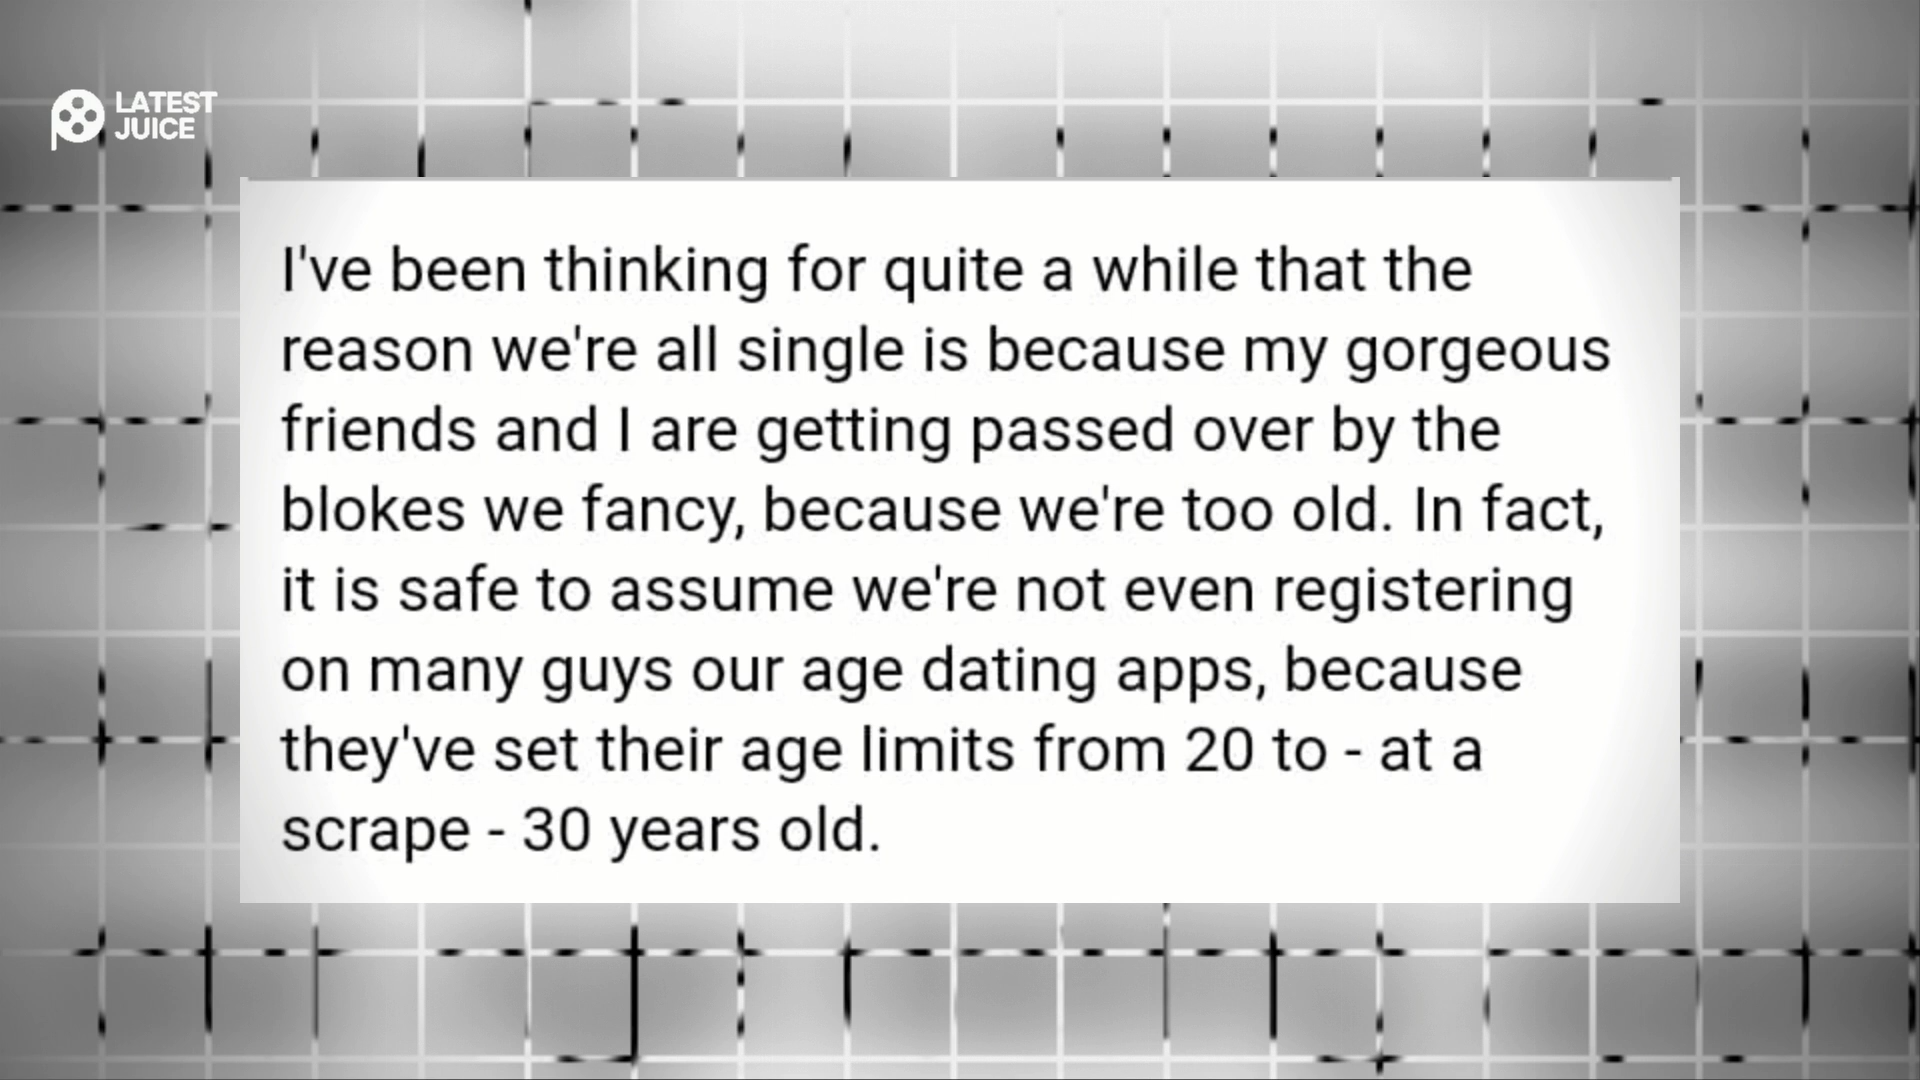 LATEST
JUICE
I've been thinking for quite a while that the
reason we're all single is because my gorgeous
friends and I are getting passed over by the
blokes we fancy, because we're too old. In fact,
it is safe to assume we're not even registering
on many guys our age dating apps, because
they've set their age limits from 20 to - at a
scrape - 30 years old.